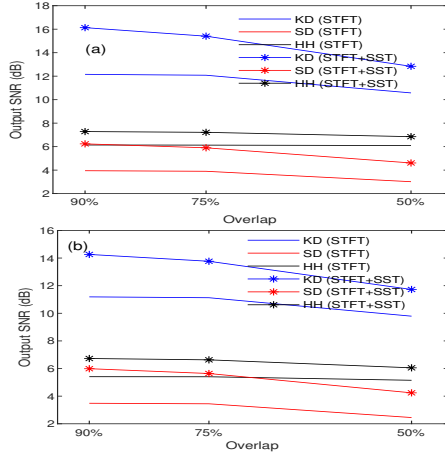 18
16
14
12
10
8
6
4
2
Output SNR (dB)
(a)
KD (STFT)
SD (STFT)
HH (STFT)
KD (STFT+SST)
SD (STFT+SST)
HH (STFT+SST)
90%
75%
50%
Overlap
16
14
12
10
8
6
4
2
Output SNR (dB)
(b)
KD (STFT)
SD (STFT)
HH (STFT)
KD (STFT+SST)
SD (STFT+SST)
HH (STFT+SST)
90%
75%
50%
Overlap